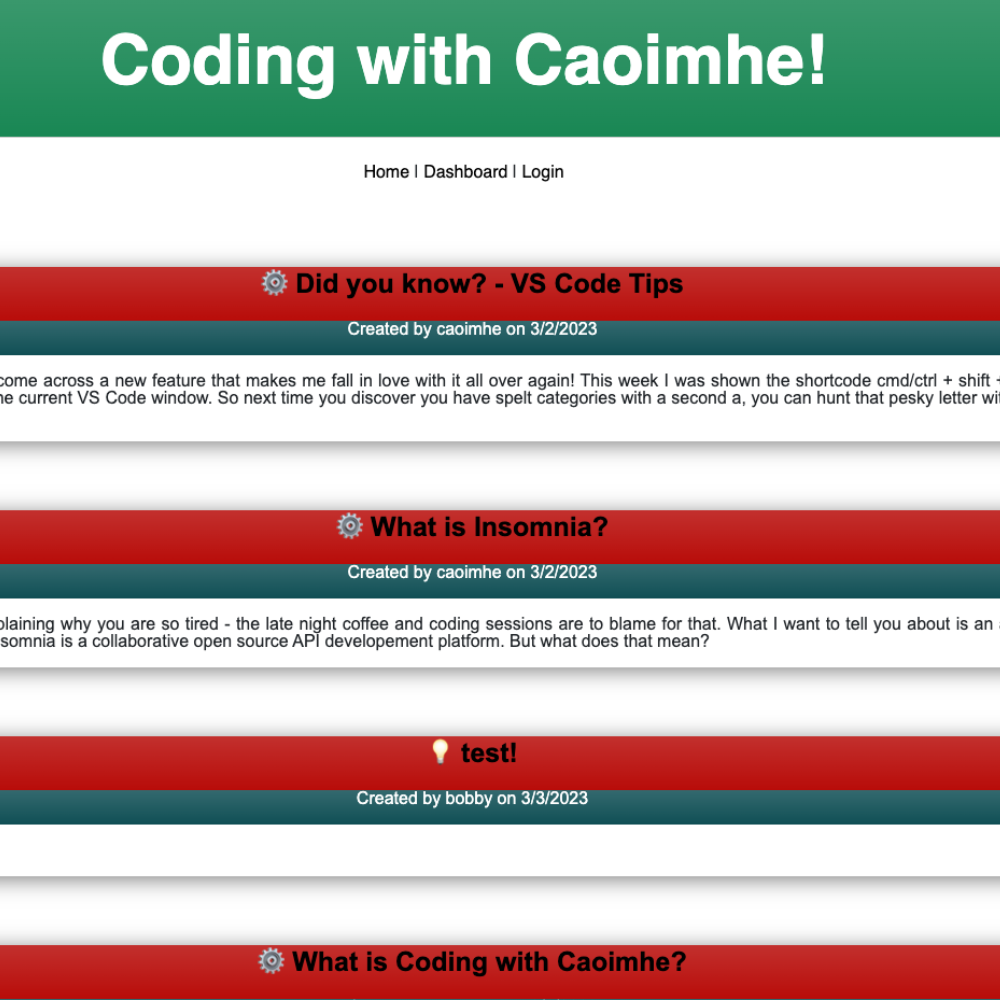 Coding with Caoimhe!
Home | Dashboard | Login
Did you know? - VS Code Tips
Created by caoimhe on 3/2/2023
come across a new feature that makes me fall in love with it all over again! This week I was shown the shortcode cmd/ctrl + shift +
current VS Code window. So next time you discover you have spelt categories with a second a, you can hunt that pesky letter
What is Insomnia?
Created by caoimhe on 3/2/2023
why you are so tired - the late night coffee and coding sessions are to blame for that. What I want to tell you about is an
somnia is a collaborative open source API developement platform. But what does that mean?
test!
Created by bobby on 3/3/2023
What is Coding with Caoimhe?